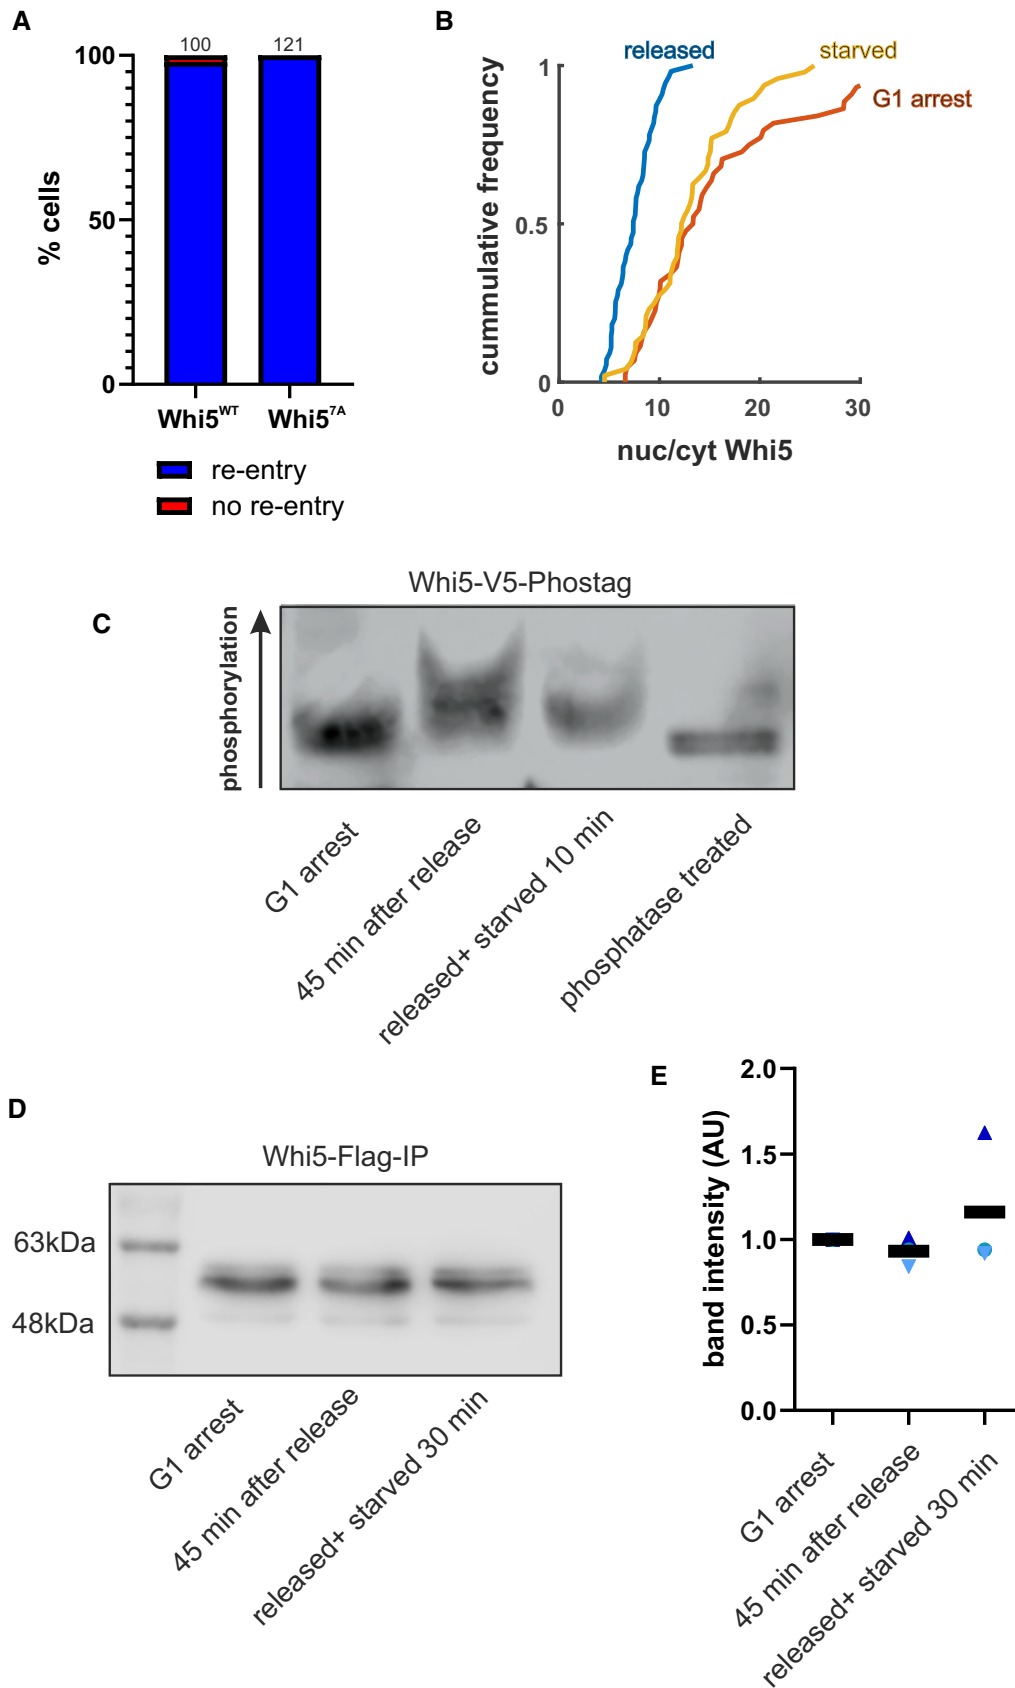 A
100
121
100
50
0
% cells
Whi5WT
Whi57A
re-entry
no re-entry
B
released
starved
G1 arrest
1
0.5
0
cummulative frequency
0
10
20
30
nuc/cyt Whi5
C
Whi5-V5-Phostag
phosphorylation
G1 arrest
45 min after release
released+ starved 10 min
phosphatase treated
D
Whi5-Flag-IP
63kDa
48kDa
G1 arrest
45 min after release
released+ starved 30 min
E
2.0
1.5
1.0
0.5
0.0
band intensity (AU)
G1 arrest
45 min after release
released+ starved 30 min